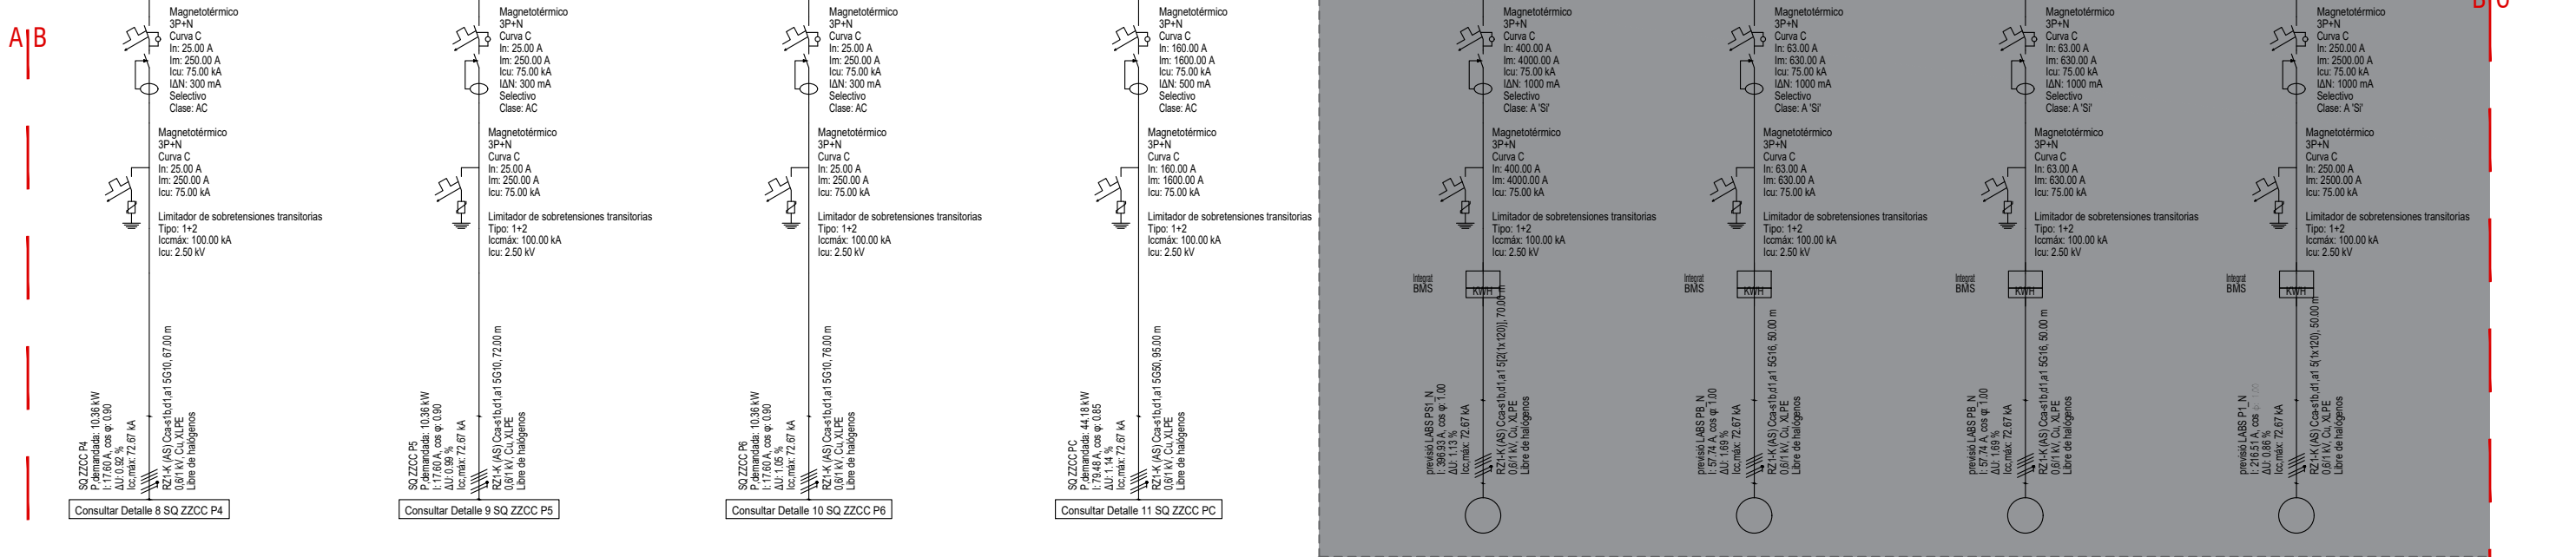 A B
Magnetotérmico
3P+N
Curva C
In: 25.00 A
Im: 250.00 A
Icu: 75.00 kA
IΔN: 300 mA
Selectivo
Clase: AC
Magnetotérmico
3P+N
Curva C
In: 25.00 A
Im: 250.00 A
Icu: 75.00 kA
Limitador de sobretensiones transitorias
Tipo: 1+2
Iccmáx: 100.00 kA
Icu: 2.50 kV
SQ ZZCC P4
P.demandada: 10.36 kW
I: 17.60 A, cos φ: 0.90
ΔU: 0.92 %
Icc,máx: 72.67 kA
RZ1-K (AS) Cca-s1b,d1,a1 5G10, 67.00 m
0,6/1 kV, Cu, XLPE
Libre de halógenos
Consultar Detalle 8 SQ ZZCC P4
Magnetotérmico
3P+N
Curva C
In: 25.00 A
Im: 250.00 A
Icu: 75.00 kA
IΔN: 300 mA
Selectivo
Clase: AC
Magnetotérmico
3P+N
Curva C
In: 25.00 A
Im: 250.00 A
Icu: 75.00 kA
Limitador de sobretensiones transitorias
Tipo: 1+2
Iccmáx: 100.00 kA
Icu: 2.50 kV
SQ ZZCC P5
P.demandada: 10.36 kW
I: 17.60 A, cos φ: 0.90
ΔU: 0.99 %
Icc,máx: 72.67 kA
RZ1-K (AS) Cca-s1b,d1,a1 5G10, 72.00 m
0,6/1 kV, Cu, XLPE
Libre de halógenos
Consultar Detalle 9 SQ ZZCC P5
Magnetotérmico
3P+N
Curva C
In: 25.00 A
Im: 250.00 A
Icu: 75.00 kA
IΔN: 300 mA
Selectivo
Clase: AC
Magnetotérmico
3P+N
Curva C
In: 25.00 A
Im: 250.00 A
Icu: 75.00 kA
Limitador de sobretensiones transitorias
Tipo: 1+2
Iccmáx: 100.00 kA
Icu: 2.50 kV
SQ ZZCC P6
P.demandada: 10.36 kW
I: 17.60 A, cos φ: 0.90
ΔU: 1.05 %
Icc,máx: 72.67 kA
RZ1-K (AS) Cca-s1b,d1,a1 5G10, 76.00 m
0,6/1 kV, Cu, XLPE
Libre de halógenos
Consultar Detalle 10 SQ ZZCC P6
Magnetotérmico
3P+N
Curva C
In: 160.00 A
Im: 1600.00 A
Icu: 75.00 kA
IΔN: 500 mA
Selectivo
Clase: AC
Magnetotérmico
3P+N
Curva C
In: 160.00 A
Im: 1600.00 A
Icu: 75.00 kA
Limitador de sobretensiones transitorias
Tipo: 1+2
Iccmáx: 100.00 kA
Icu: 2.50 kV
SQ ZZCC PC
P.demandada: 44.18 kW
I: 79.48 A, cos φ: 0.85
ΔU: 1.14 %
Icc,máx: 72.67 kA
RZ1-K (AS) Cca-s1b,d1,a1 5G50, 95.00 m
0,6/1 kV, Cu, XLPE
Libre de halógenos
Consultar Detalle 11 SQ ZZCC PC
Magnetotérmico
3P+N
Curva C
In: 400.00 A
Im: 4000.00 A
Icu: 75.00 kA
IΔN: 1000 mA
Selectivo
Clase: A 'Si'
Magnetotérmico
3P+N
Curva C
In: 400.00 A
Im: 4000.00 A
Icu: 75.00 kA
Limitador de sobretensiones transitorias
Tipo: 1+2
Iccmáx: 100.00 kA
Icu: 2.50 kV
Integrat
BMS
KWH
previsió LABS PS1_N
I: 396.93 A, cos φ: 1.00
ΔU: 1.13 %
Icc,máx: 72.67 kA
RZ1-K (AS) Cca-s1b,d1,a1 5[2(1x120)], 70.00 m
0,6/1 kV, Cu, XLPE
Libre de halógenos
Magnetotérmico
3P+N
Curva C
In: 63.00 A
Im: 630.00 A
Icu: 75.00 kA
IΔN: 1000 mA
Selectivo
Clase: A 'Si'
Magnetotérmico
3P+N
Curva C
In: 63.00 A
Im: 630.00 A
Icu: 75.00 kA
Limitador de sobretensiones transitorias
Tipo: 1+2
Iccmáx: 100.00 kA
Icu: 2.50 kV
Integrat
BMS
KWH
previsió LABS PB_N
I: 57.74 A, cos φ: 1.00
ΔU: 1.69 %
Icc,máx: 72.67 kA
RZ1-K (AS) Cca-s1b,d1,a1 5G16, 50.00 m
0,6/1 kV, Cu, XLPE
Libre de halógenos
Magnetotérmico
3P+N
Curva C
In: 63.00 A
Im: 630.00 A
Icu: 75.00 kA
IΔN: 1000 mA
Selectivo
Clase: A 'Si'
Magnetotérmico
3P+N
Curva C
In: 63.00 A
Im: 630.00 A
Icu: 75.00 kA
Limitador de sobretensiones transitorias
Tipo: 1+2
Iccmáx: 100.00 kA
Icu: 2.50 kV
Integrat
BMS
KWH
previsió LABS PB_N
I: 57.74 A, cos φ: 1.00
ΔU: 1.69 %
Icc,máx: 72.67 kA
RZ1-K (AS) Cca-s1b,d1,a1 5G16, 50.00 m
0,6/1 kV, Cu, XLPE
Libre de halógenos
Magnetotérmico
3P+N
Curva C
In: 250.00 A
Im: 2500.00 A
Icu: 75.00 kA
IΔN: 1000 mA
Selectivo
Clase: A 'Si'
Magnetotérmico
3P+N
Curva C
In: 250.00 A
Im: 2500.00 A
Icu: 75.00 kA
Limitador de sobretensiones transitorias
Tipo: 1+2
Iccmáx: 100.00 kA
Icu: 2.50 kV
Integrat
BMS
KWH
previsió LABS P1_N
I: 216.51 A, cos φ: 1.00
ΔU: 0.86 %
Icc,máx: 72.67 kA
RZ1-K (AS) Cca-s1b,d1,a1 5(1x120), 50.00 m
0,6/1 kV, Cu, XLPE
Libre de halógenos